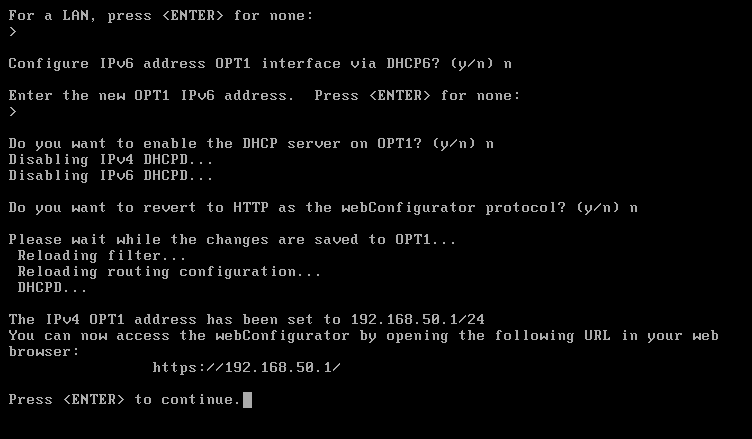 For a LAN, press <ENTER> for none:
>
Configure IPv6 address OPT1 interface via DHCP6? (y/n) n
Enter the new OPT1 IPv6 address.  Press <ENTER> for none:
>
Do you want to enable the DHCP server on OPT1? (y/n) n
Disabling IPv4 DHCPD...
Disabling IPv6 DHCPD...
Do you want to revert to HTTP as the webConfigurator protocol? (y/n) n
Please wait while the changes are saved to OPT1...
 Reloading filter...
 Reloading routing configuration...
 DHCPD...
The IPv4 OPT1 address has been set to 192.168.50.1/24
You can now access the webConfigurator by opening the following URL in your web
browser:
                https://192.168.50.1/
Press <ENTER> to continue.